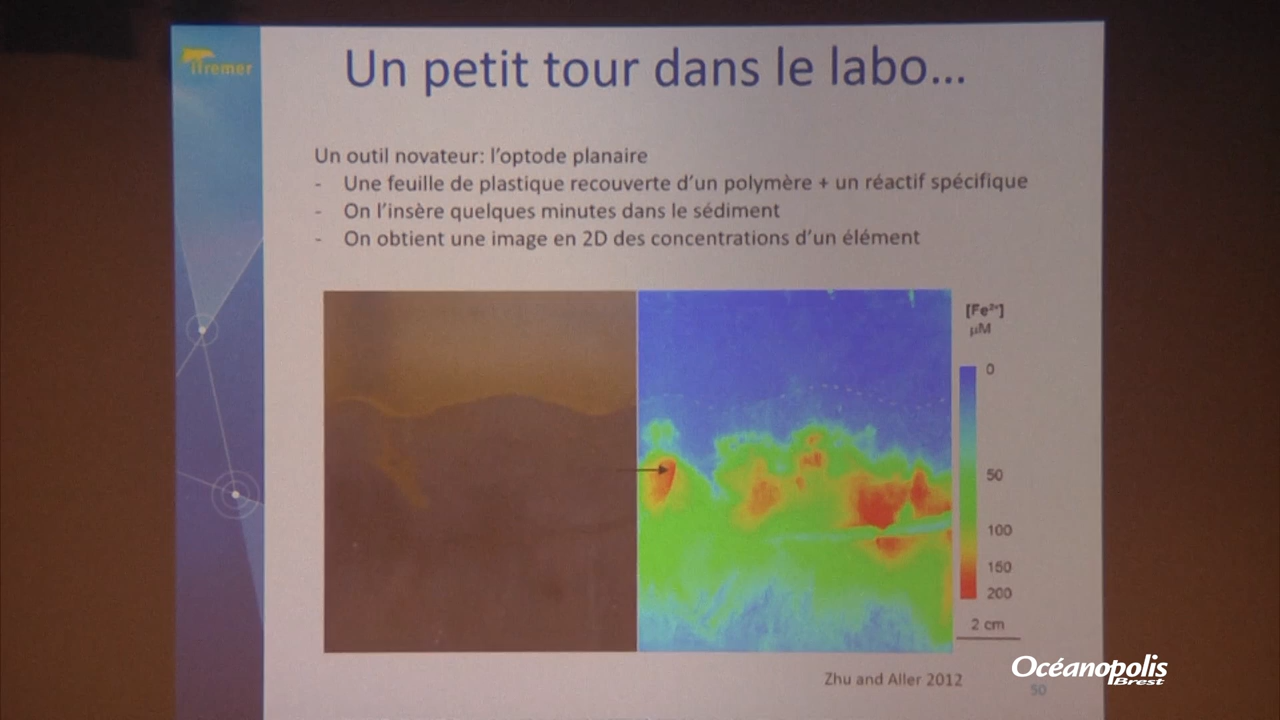 ifremer
Un petit tour dans le labo...
Un outil novateur: l'optode planaire
- Une feuille de plastique recouverte d'un polymère + un réactif spécifique
- On l'insère quelques minutes dans le sédiment
- On obtient une image en 2D des concentrations d'un élément
[Fe²⁺]
µM
0
50
100
150
200
2 cm
Zhu and Aller 2012
50
Océanopolis
Brest